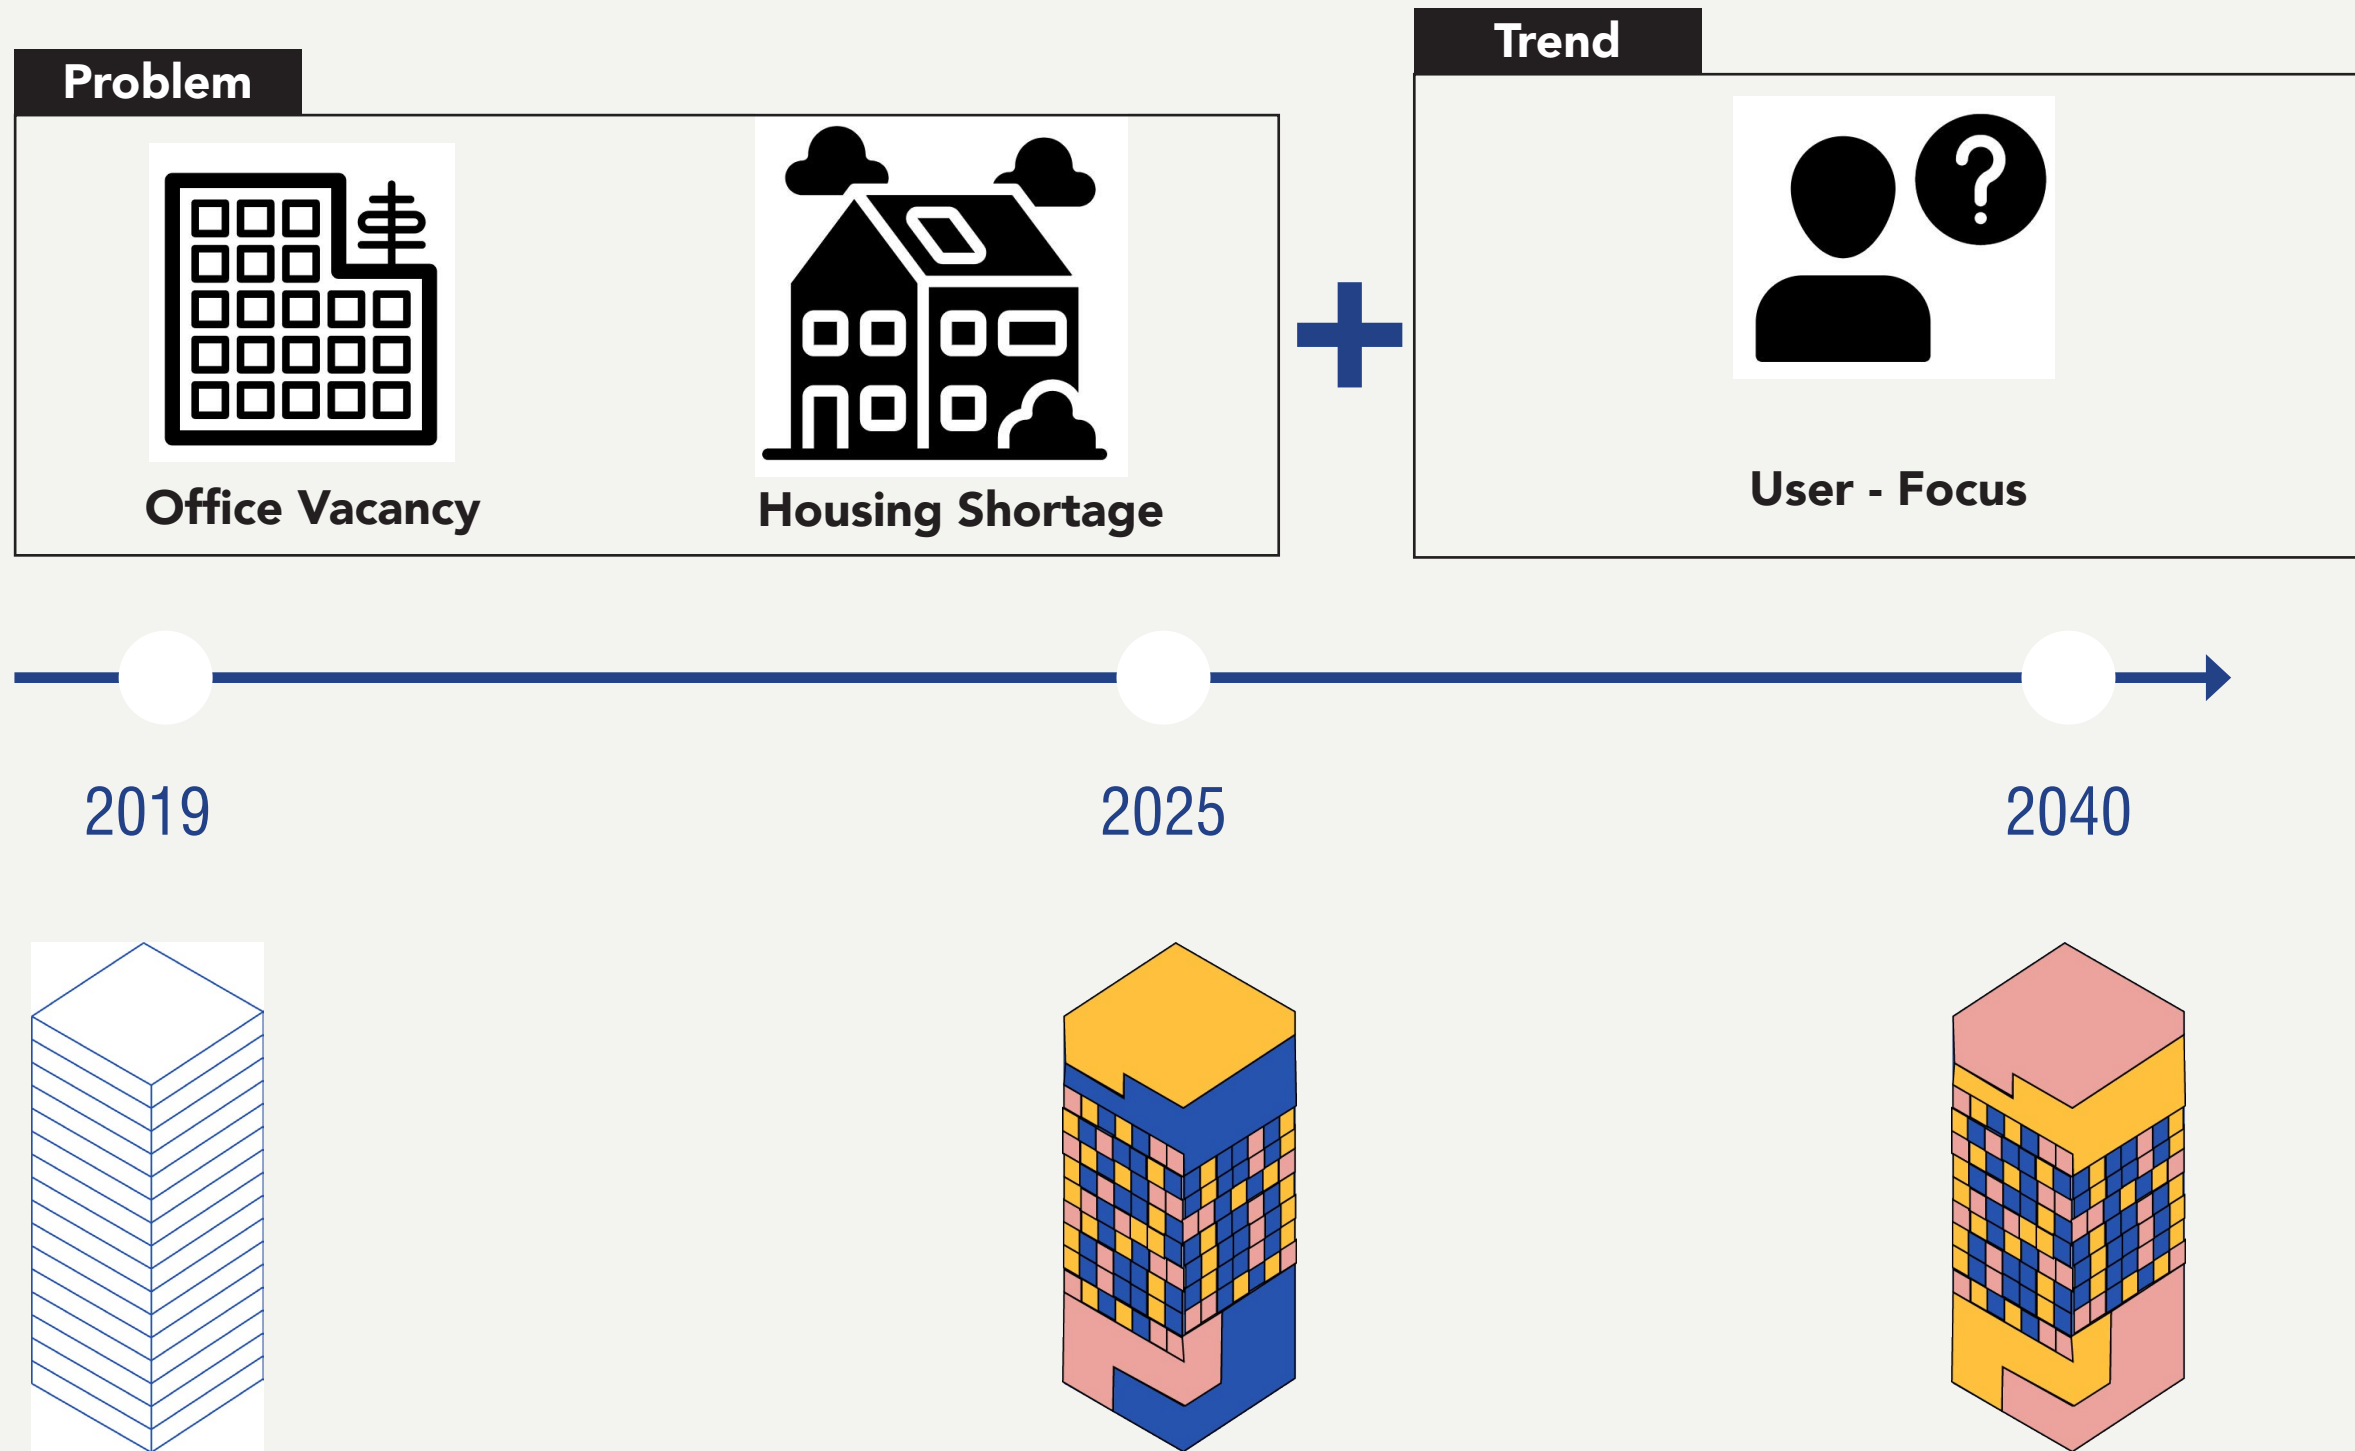 Problem
Trend
Office Vacancy
Housing Shortage
User - Focus
2019
2025
2040